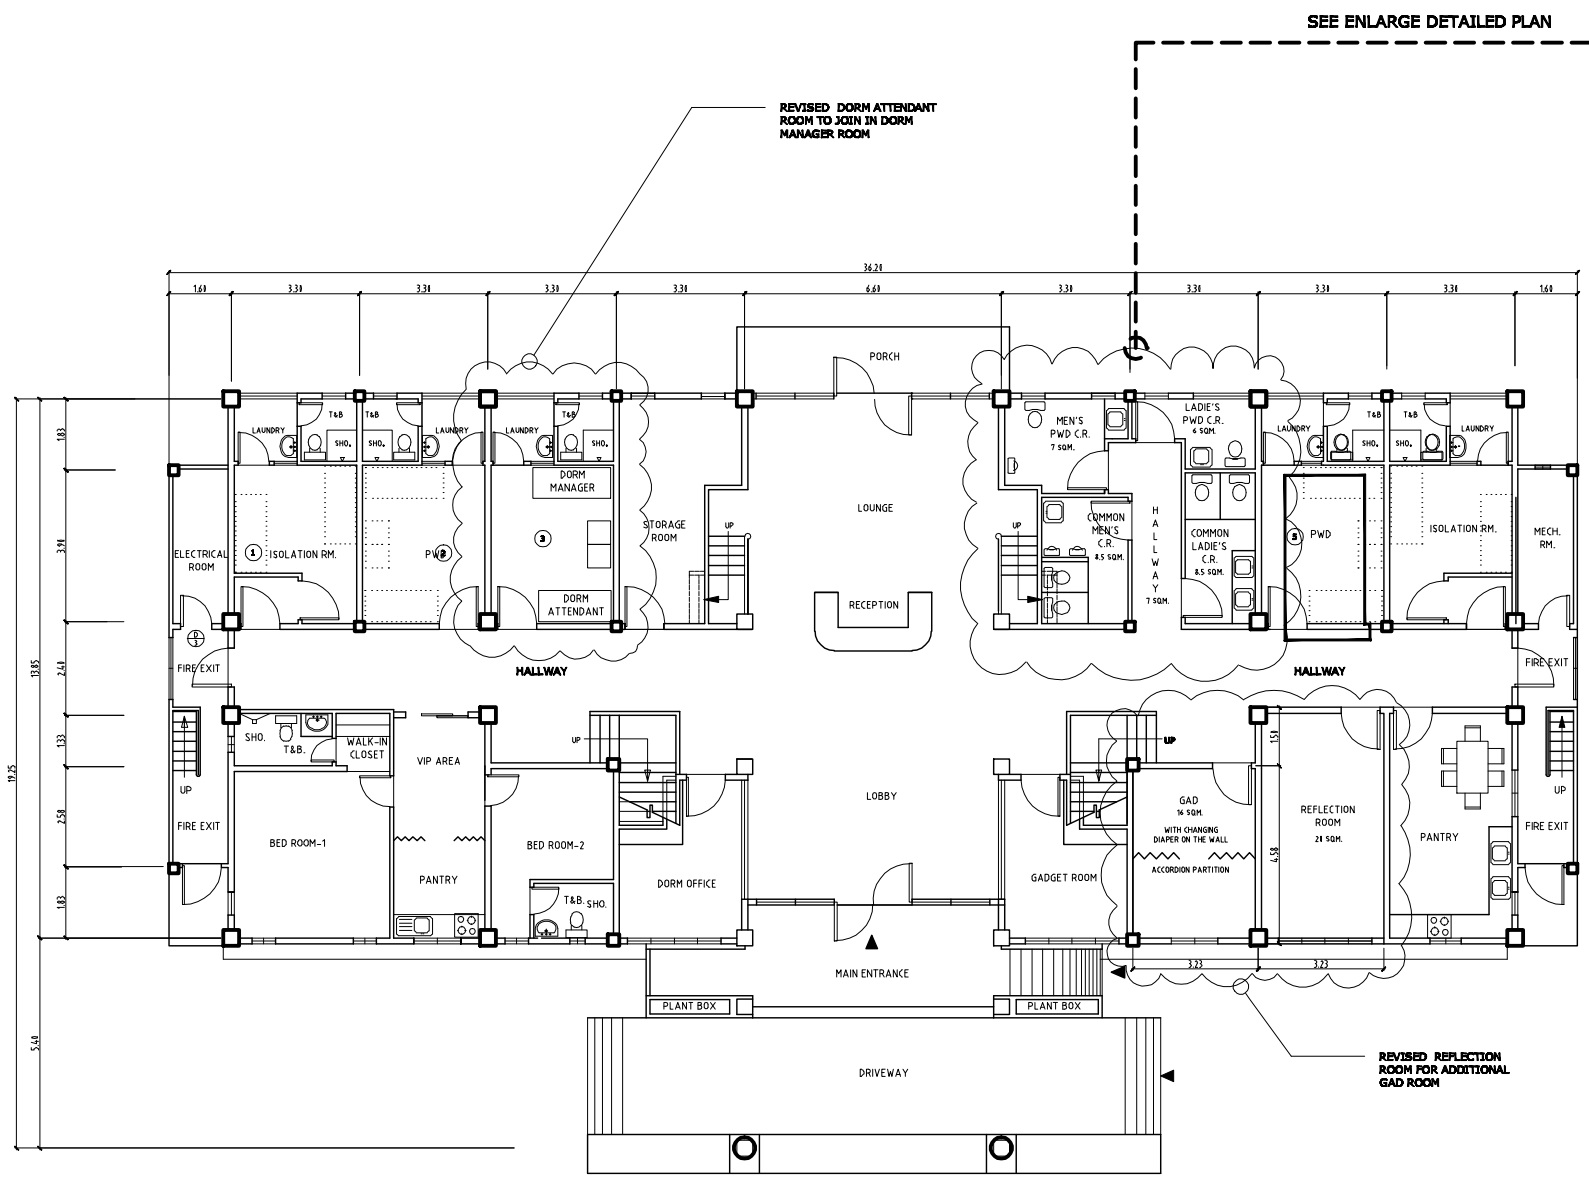 SEE ENLARGE DETAILED PLAN
REVISED DORM ATTENDANT
ROOM TO JOIN IN DORM
MANAGER ROOM
36.20
1.60
3.30
3.30
3.30
3.30
6.60
3.30
3.30
3.30
3.30
1.60
PORCH
T&B
T&B
T&B
LAUNDRY
LAUNDRY
LAUNDRY
SHO.
SHO.
SHO.
MEN'S
PWD C.R.
7 SQM.
LADIE'S
PWD C.R.
6 SQM.
T&B
T&B
LAUNDRY
LAUNDRY
SHO.
SHO.
DORM
MANAGER
STORAGE
ROOM
UP
LOUNGE
UP
COMMON
MEN'S
C.R.
8.5 SQM.
HALLWAY
7 SQM.
COMMON
LADIE'S
C.R.
8.5 SQM.
5
PWD
ISOLATION RM.
MECH.
RM.
ELECTRICAL
ROOM
1
ISOLATION RM.
PWD
2
3
DORM
ATTENDANT
RECEPTION
D
FIRE EXIT
HALLWAY
HALLWAY
FIRE EXIT
1.83
3.90
2.40
1.33
2.58
1.83
13.85
19.25
5.40
SHO.
T&B.
WALK-IN
CLOSET
VIP AREA
UP
UP
UP
FIRE EXIT
BED ROOM-1
PANTRY
BED ROOM-2
T&B.
SHO.
DORM OFFICE
LOBBY
GADGET ROOM
GAD
16 SQM.
WITH CHANGING
DIAPER ON THE WALL
ACCORDION PARTITION
1.50
4.58
REFLECTION
ROOM
20 SQM.
PANTRY
UP
FIRE EXIT
3.23
3.23
MAIN ENTRANCE
PLANT BOX
PLANT BOX
DRIVEWAY
REVISED REFLECTION
ROOM FOR ADDITIONAL
GAD ROOM